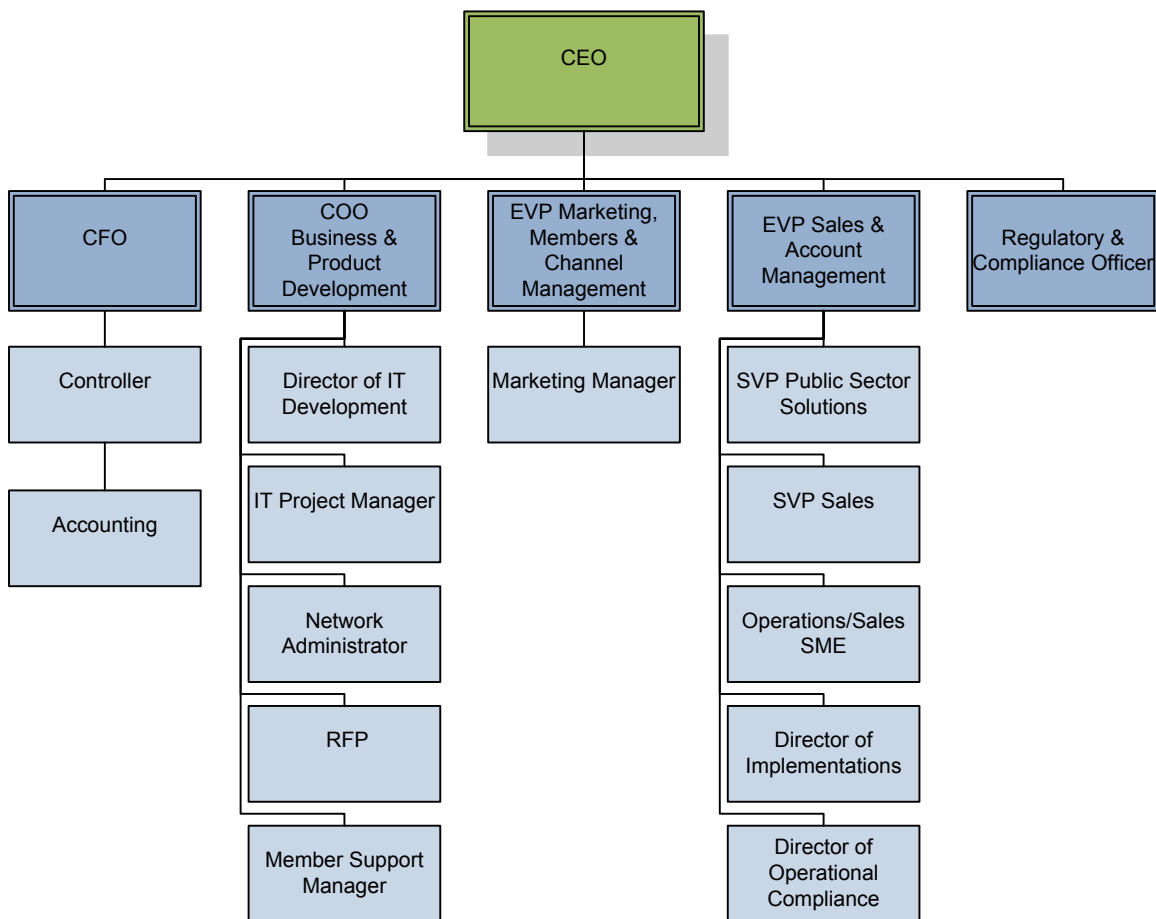 CEO
CFO
COO
Business &
Product
Development
EVP Marketing,
Members &
Channel
Management
EVP Sales &
Account
Management
Regulatory &
Compliance Officer
Controller
Accounting
Director of IT
Development
IT Project Manager
Network
Administrator
RFP
Member Support
Manager
Marketing Manager
SVP Public Sector
Solutions
SVP Sales
Operations/Sales
SME
Director of
Implementations
Director of
Operational
Compliance